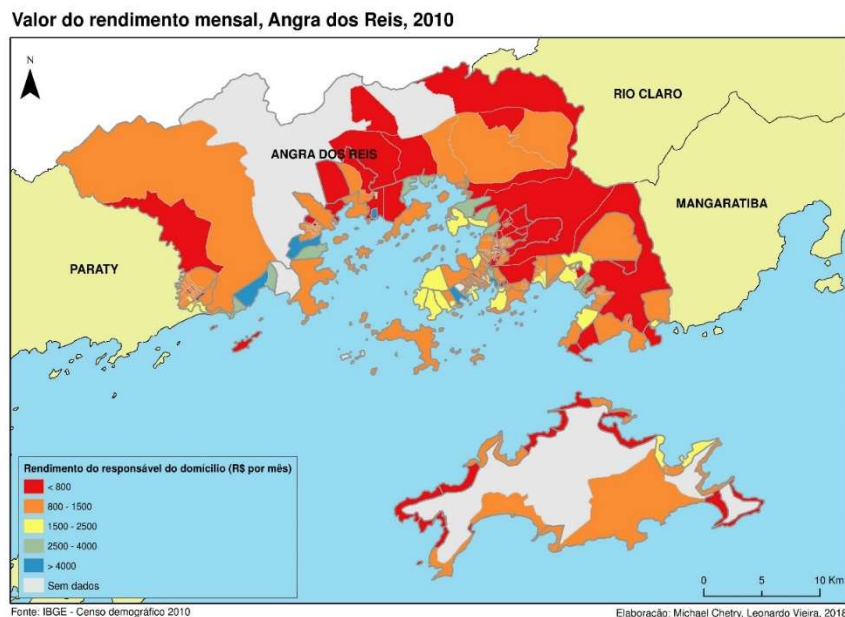 Valor do rendimento mensal, Angra dos Reis, 2010
N
RIO CLARO
ANGRA DOS REIS
MANGARATIBA
PARATY
Rendimento do responsável do domícilio (R$ por mês)
< 800
800 - 1500
1500 - 2500
2500 - 4000
> 4000
Sem dados
0 5 10 Km
Fonte: IBGE - Censo demográfico 2010
Elaboração: Michael Chetry, Leonardo Vieira, 2018